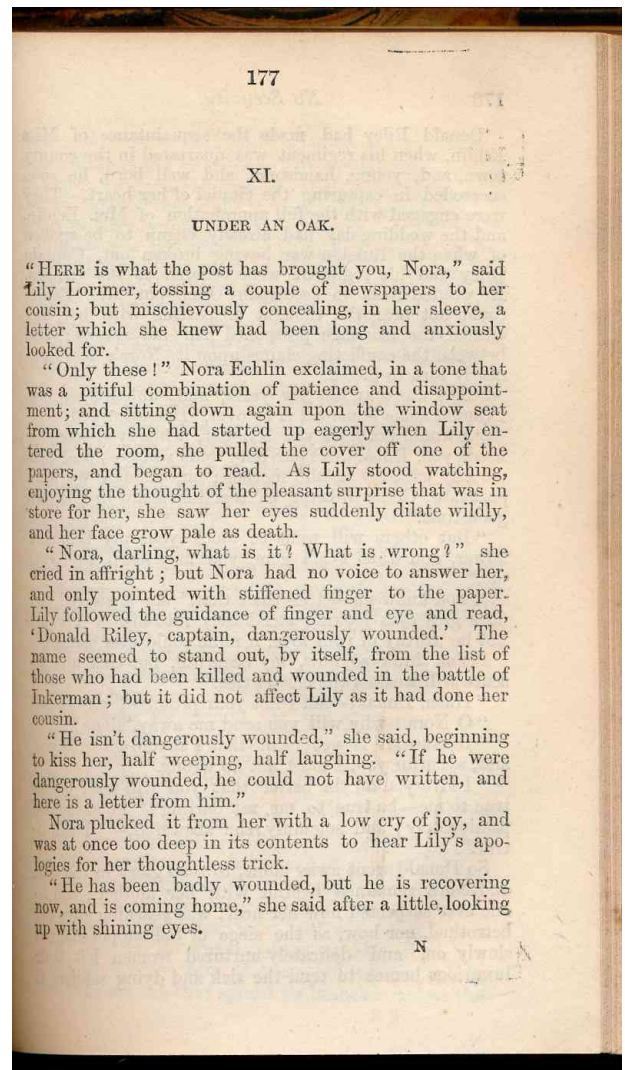 177
XI.
UNDER AN OAK.
“HERE is what the post has brought you, Nora,” said
Lily Lorimer, tossing a couple of newspapers to her
cousin; but mischievously concealing, in her sleeve, a
letter which she knew had been long and anxiously
looked for.
“Only these!” Nora Echlin exclaimed, in a tone that
was a pitiful combination of patience and disappoint-
ment; and sitting down again upon the window seat
from which she had started up eagerly when Lily en-
tered the room, she pulled the cover off one of the
papers, and began to read. As Lily stood watching,
enjoying the thought of the pleasant surprise that was in
store for her, she saw her eyes suddenly dilate wildly,
and her face grow pale as death.
“Nora, darling, what is it? What is wrong?” she
cried in affright; but Nora had no voice to answer her,
and only pointed with stiffened finger to the paper.
Lily followed the guidance of finger and eye and read,
‘Donald Riley, captain, dangerously wounded.’ The
name seemed to stand out, by itself, from the list of
those who had been killed and wounded in the battle of
Inkerman; but it did not affect Lily as it had done her
cousin.
“He isn’t dangerously wounded,” she said, beginning
to kiss her, half weeping, half laughing. “If he were
dangerously wounded, he could not have written, and
here is a letter from him.”
Nora plucked it from her with a low cry of joy, and
was at once too deep in its contents to hear Lily’s apo-
logies for her thoughtless trick.
“He has been badly wounded, but he is recovering
now, and is coming home,” she said after a little, looking
up with shining eyes.
N